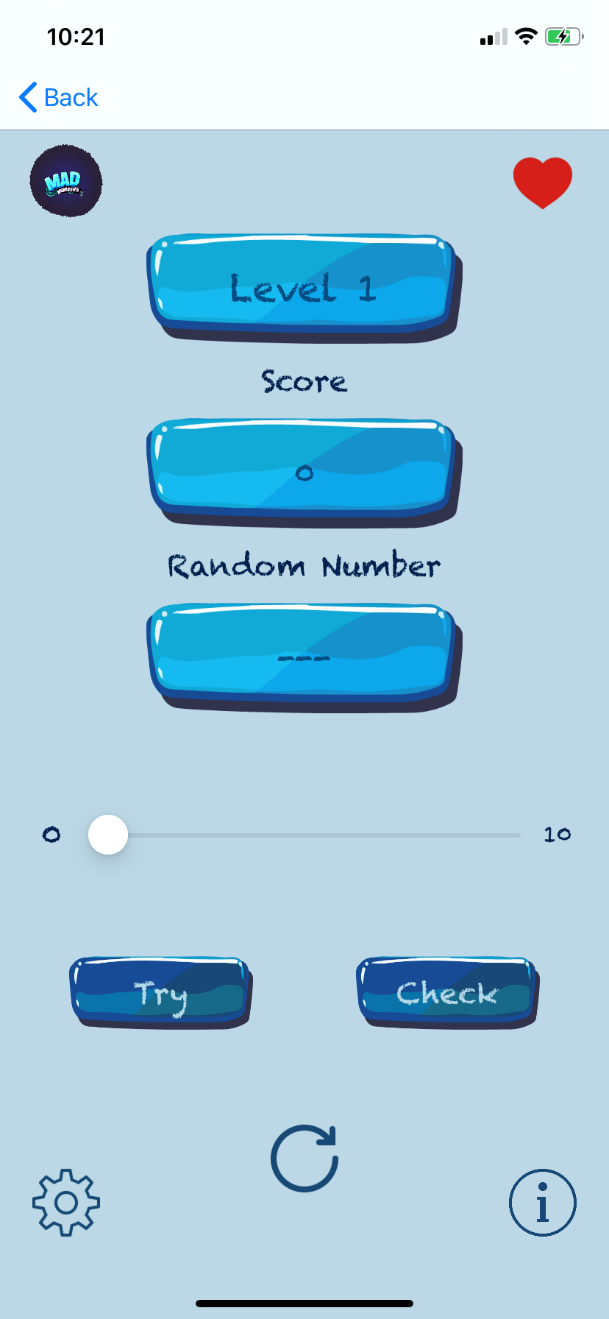 10:21
Back
MAD
Level 1
Score
0
Random Number
---
0
10
Try
Check
i